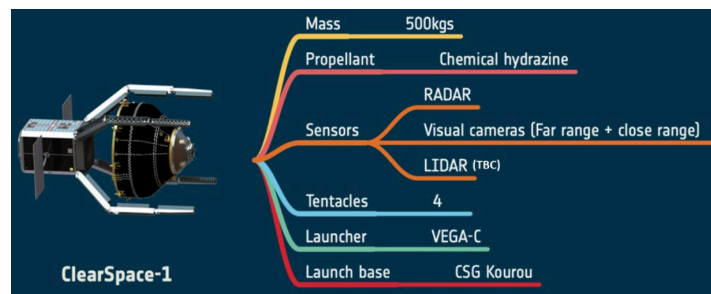 Mass 500kgs
Propellant Chemical hydrazine
RADAR
Sensors Visual cameras (Far range + close range)
LIDAR (TBC)
Tentacles 4
Launcher VEGA-C
Launch base CSG Kourou
ClearSpace-1